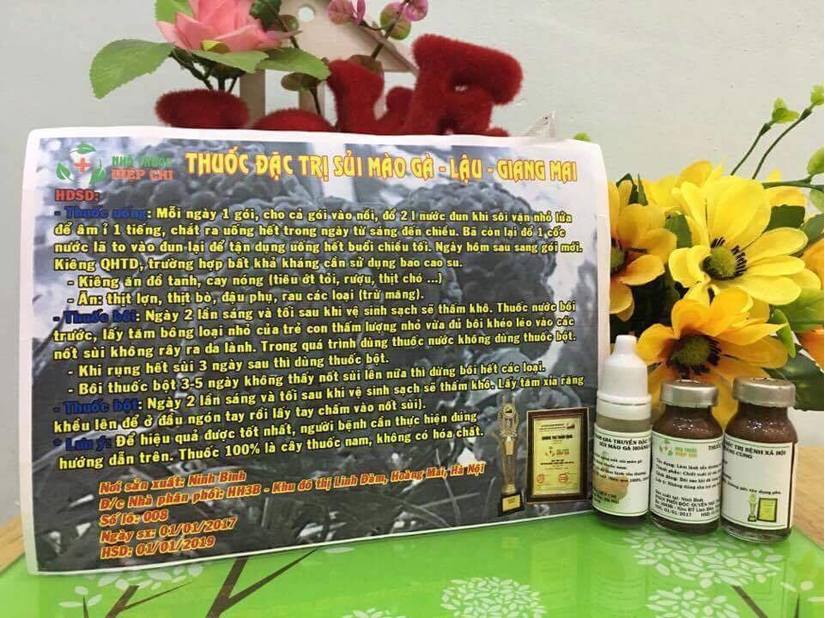 LOVE
NHÀ THUỐC
DIỆP CHI
THUỐC ĐẶC TRỊ SÙI MÀO GÀ - LẬU - GIANG MAI
HDSD:
- Thuốc uống: Mỗi ngày 1 gói, cho cả gói vào nồi, đổ 2 l nước đun khi sôi vặn nhỏ lửa
để âm ỉ 1 tiếng, chắt ra uống hết trong ngày từ sáng đến chiều. Bã còn lại đổ 1 cốc
nước lã to vào đun lại để tận dụng uống hết buổi chiều tối. Ngày hôm sau sang gói mới.
Kiêng QHTD, trường hợp bất khả kháng cần sử dụng bao cao su.
- Kiêng ăn đồ tanh, cay nóng (tiêu ớt tỏi, rượu, thịt chó ...)
- Ăn: thịt lợn, thịt bò, đậu phụ, rau các loại (trừ măng).
- Thuốc bôi: Ngày 2 lần sáng và tối sau khi vệ sinh sạch sẽ thấm khô. Thuốc nước bôi
trước, lấy tăm bông loại nhỏ của trẻ con thấm lượng nhỏ vừa đủ bôi khéo léo vào các
nốt sùi không rây ra da lành. Trong quá trình dùng thuốc nước không dùng thuốc bột.
- Khi rụng hết sùi 3 ngày sau thì dùng thuốc bột.
- Bôi thuốc bột 3-5 ngày không thấy nốt sùi lên nữa thì dừng bôi hết các loại.
- Thuốc bột: Ngày 2 lần sáng và tối sau khi vệ sinh sạch sẽ thấm khô. Lấy tăm xỉa răng
khều lên để ở đầu ngón tay rồi lấy tay chấm vào nốt sùi).
* Lưu ý: Để hiệu quả được tốt nhất, người bệnh cần thực hiện đúng
hướng dẫn trên. Thuốc 100% là cây thuốc nam, không có hóa chất.
Nơi sản xuất: Ninh Bình
Đ/c Nhà phân phối: HH3B - Khu đô thị Linh Đàm, Hoàng Mai, Hà Nội
Số lô: 008
Ngày sx: 01/01/2017
HSD: 01/01/2019